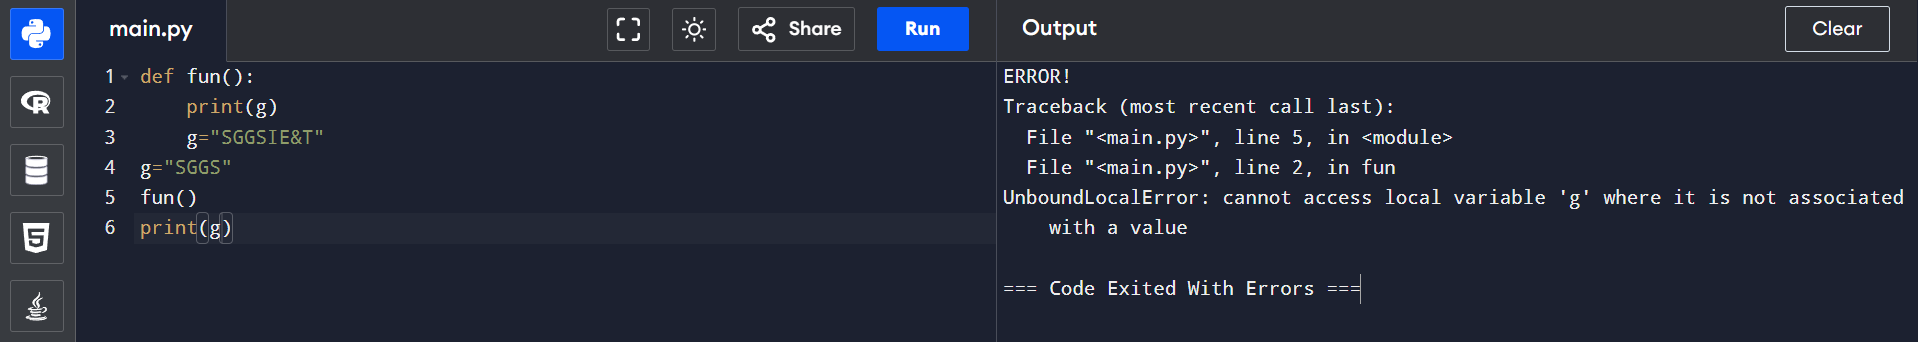 main.py
Share
Run
Output
Clear
1 def fun():
2     print(g)
3     g="SGGSIE&T"
4 g="SGGS"
5 fun()
6 print(g)
ERROR!
Traceback (most recent call last):
  File "<main.py>", line 5, in <module>
  File "<main.py>", line 2, in fun
UnboundLocalError: cannot access local variable 'g' where it is not associated
    with a value
=== Code Exited With Errors ===